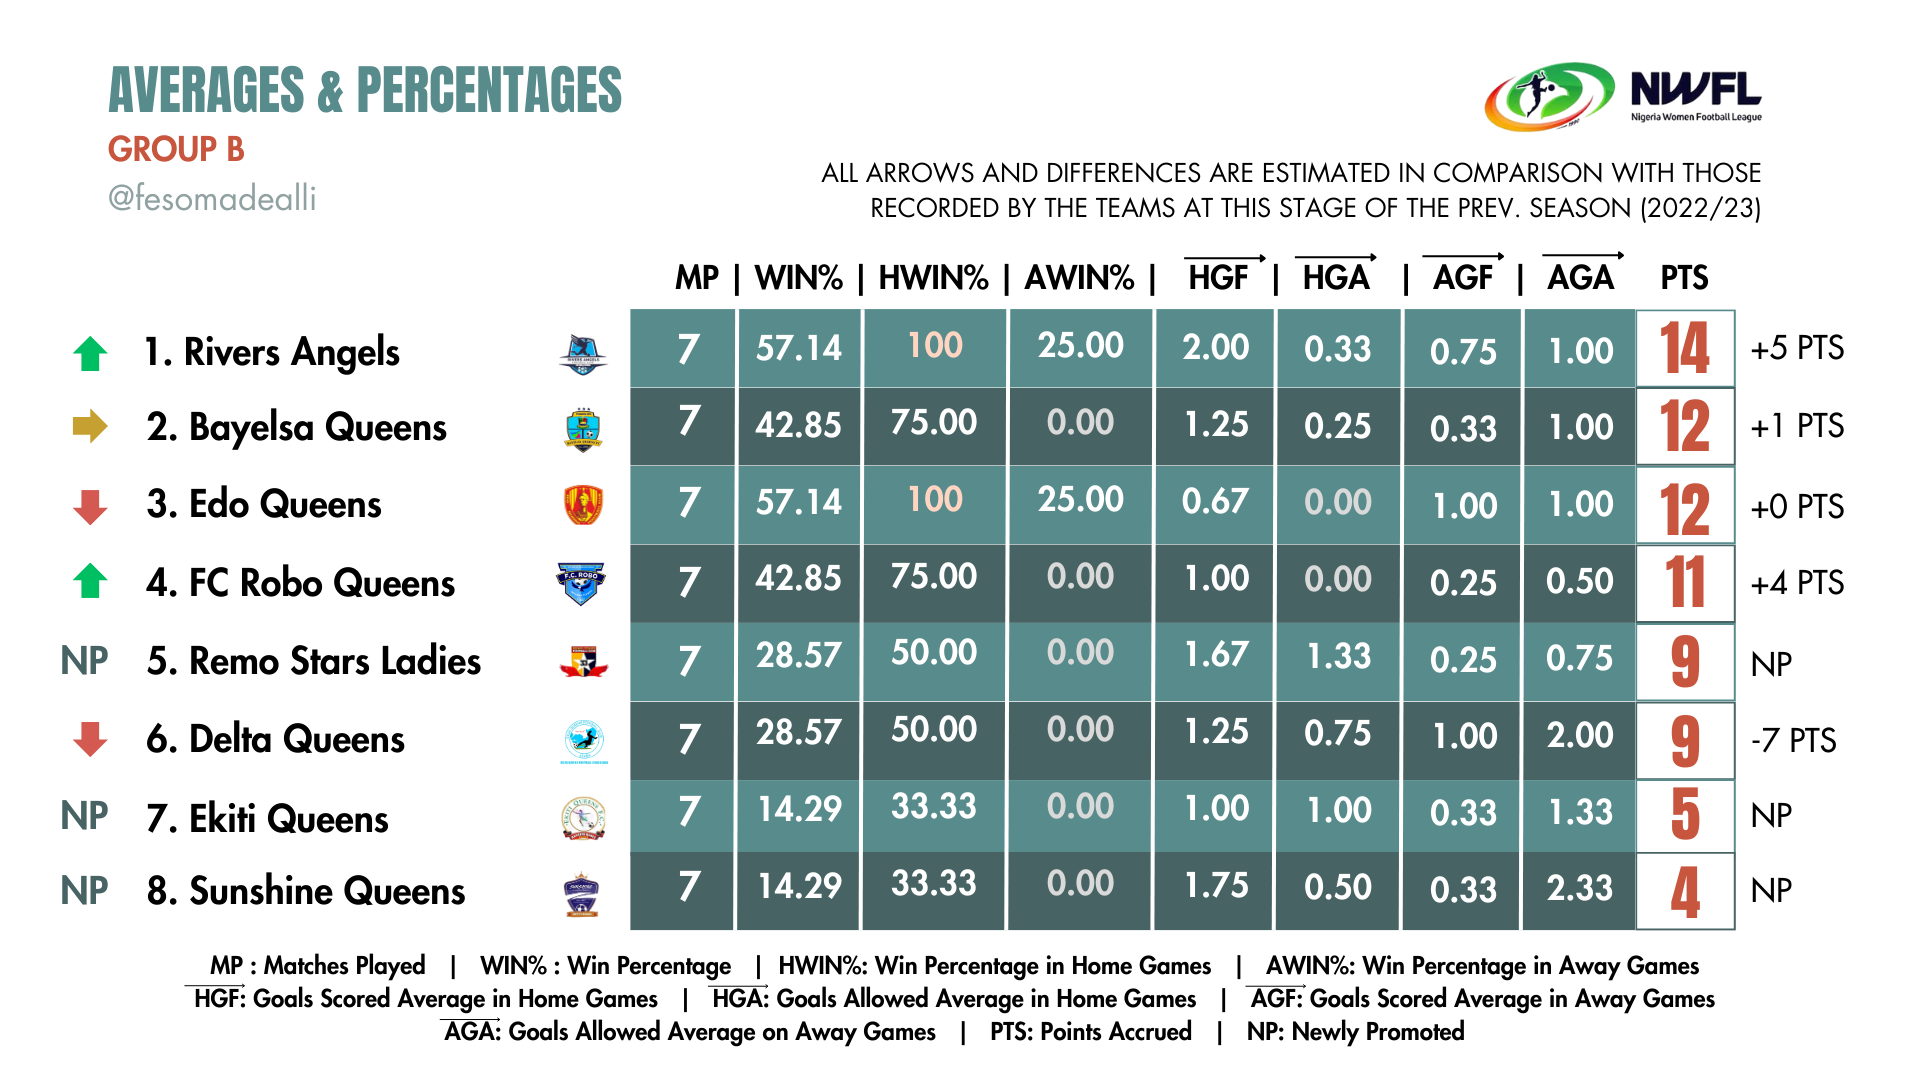 AVERAGES & PERCENTAGES
GROUP B
@fesomadealli
NWFL
Nigeria Women Football League
ALL ARROWS AND DIFFERENCES ARE ESTIMATED IN COMPARISON WITH THOSE
RECORDED BY THE TEAMS AT THIS STAGE OF THE PREV. SEASON (2022/23)
MP | WIN% | HWIN% | AWIN% | HGF | HGA | AGF | AGA PTS
1. Rivers Angels 7 57.14 100 25.00 2.00 0.33 0.75 1.00 14 +5 PTS
2. Bayelsa Queens 7 42.85 75.00 0.00 1.25 0.25 0.33 1.00 12 +1 PTS
3. Edo Queens 7 57.14 100 25.00 0.67 0.00 1.00 1.00 12 +0 PTS
4. FC Robo Queens F.C. ROBO 7 42.85 75.00 0.00 1.00 0.00 0.25 0.50 11 +4 PTS
NP 5. Remo Stars Ladies 7 28.57 50.00 0.00 1.67 1.33 0.25 0.75 9 NP
6. Delta Queens 7 28.57 50.00 0.00 1.25 0.75 1.00 2.00 9 -7 PTS
NP 7. Ekiti Queens 7 14.29 33.33 0.00 1.00 1.00 0.33 1.33 5 NP
NP 8. Sunshine Queens 7 14.29 33.33 0.00 1.75 0.50 0.33 2.33 4 NP
MP : Matches Played | WIN% : Win Percentage | HWIN%: Win Percentage in Home Games | AWIN%: Win Percentage in Away Games
HGF: Goals Scored Average in Home Games | HGA: Goals Allowed Average in Home Games | AGF: Goals Scored Average in Away Games
AGA: Goals Allowed Average on Away Games | PTS: Points Accrued | NP: Newly Promoted